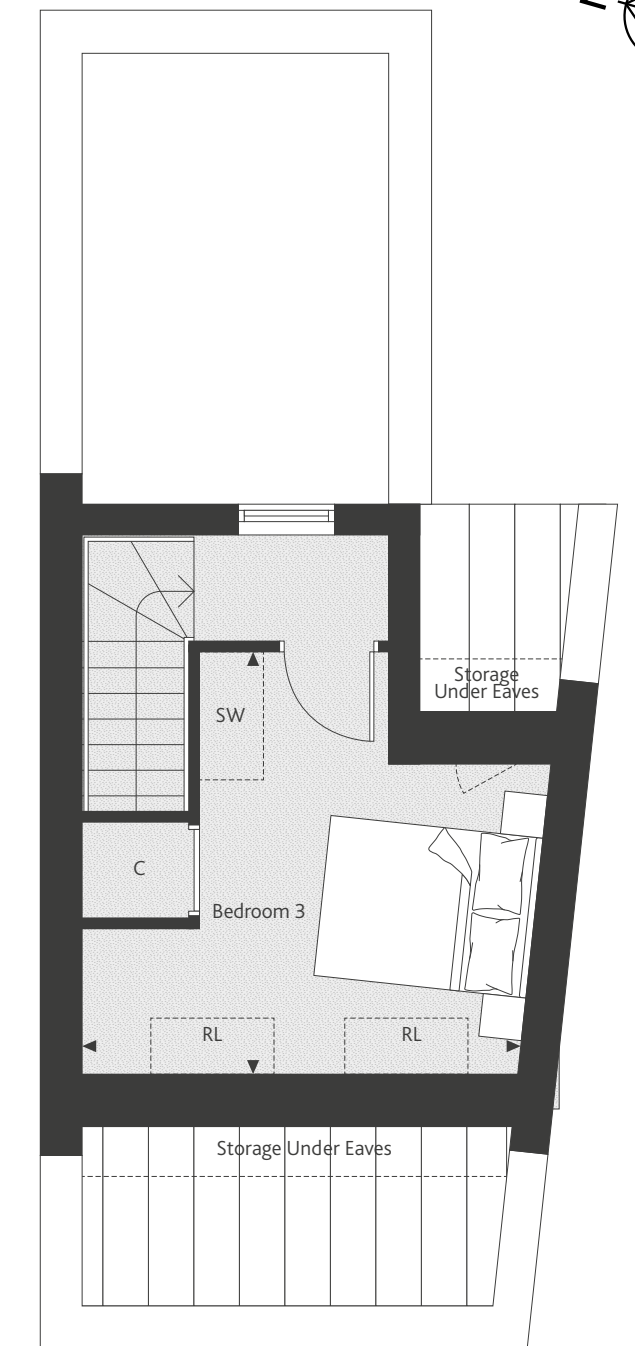 Storage
Under Eaves
SW
C
Bedroom 3
RL
RL
Storage Under Eaves